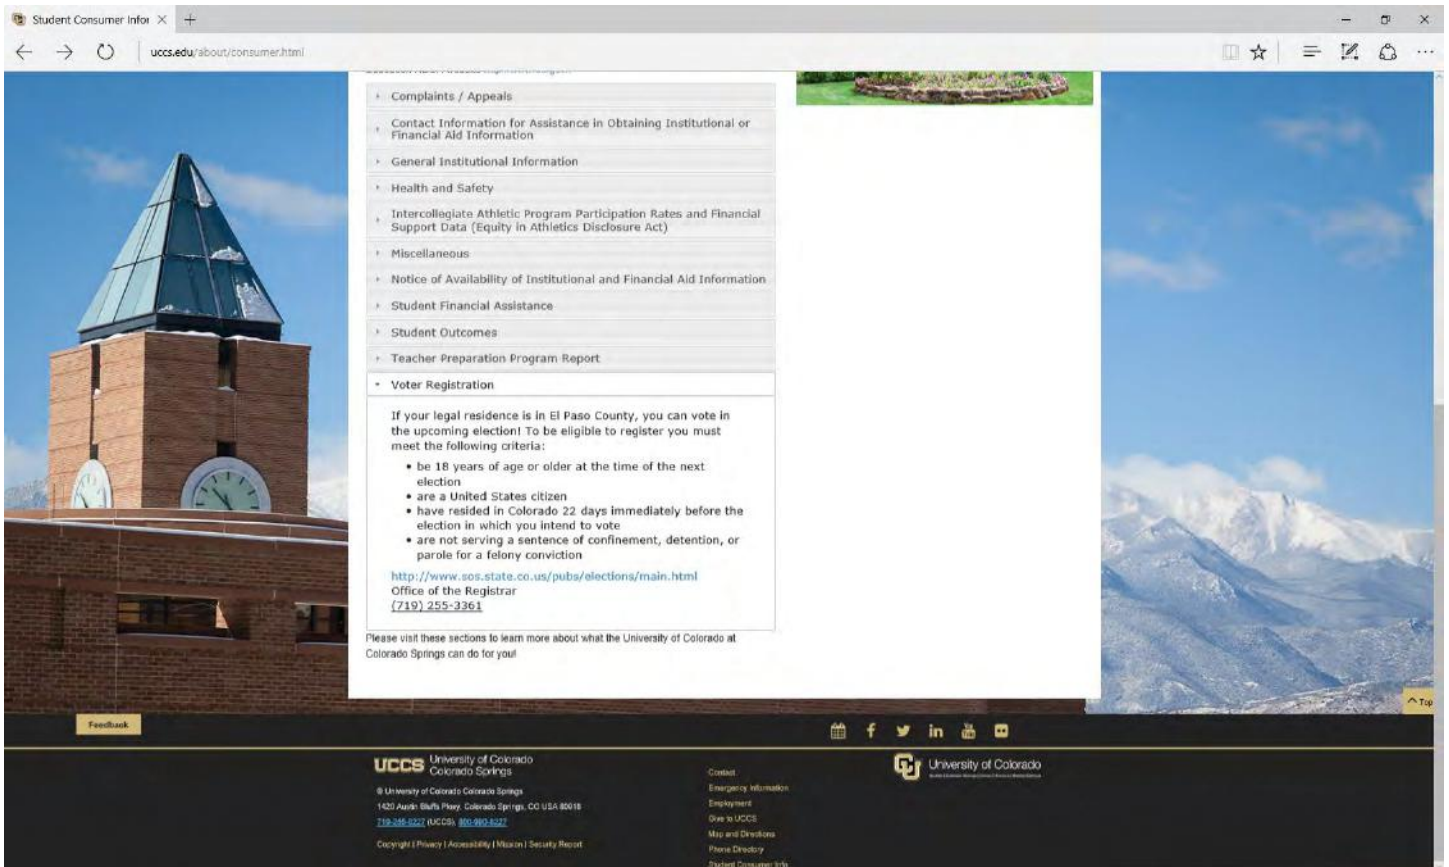 Student Consumer Infor
uccs.edu/about/consumer.html
Complaints / Appeals
Contact Information for Assistance in Obtaining Institutional or
Financial Aid Information
General Institutional Information
Health and Safety
Intercollegiate Athletic Program Participation Rates and Financial
Support Data (Equity in Athletics Disclosure Act)
Miscellaneous
Notice of Availability of Institutional and Financial Aid Information
Student Financial Assistance
Student Outcomes
Teacher Preparation Program Report
Voter Registration
If your legal residence is in El Paso County, you can vote in
the upcoming election! To be eligible to register you must
meet the following criteria:
• be 18 years of age or older at the time of the next
election
• are a United States citizen
• have resided in Colorado 22 days immediately before the
election in which you intend to vote
• are not serving a sentence of confinement, detention, or
parole for a felony conviction
http://www.sos.state.co.us/pubs/elections/main.html
Office of the Registrar
(719) 255-3361
Please visit these sections to learn more about what the University of Colorado at
Colorado Springs can do for you!
Top
Feedback
UCCS University of Colorado
Colorado Springs
© University of Colorado Colorado Springs
1420 Austin Bluffs Pkwy, Colorado Springs, CO USA 80918
719-255-8227 (UCCS), 800-990-8227
Copyright | Privacy | Accessibility | Mission | Security Report
Contact
Emergency Information
Employment
Give to UCCS
Map and Directions
Phone Directory
Student Consumer Info
University of Colorado